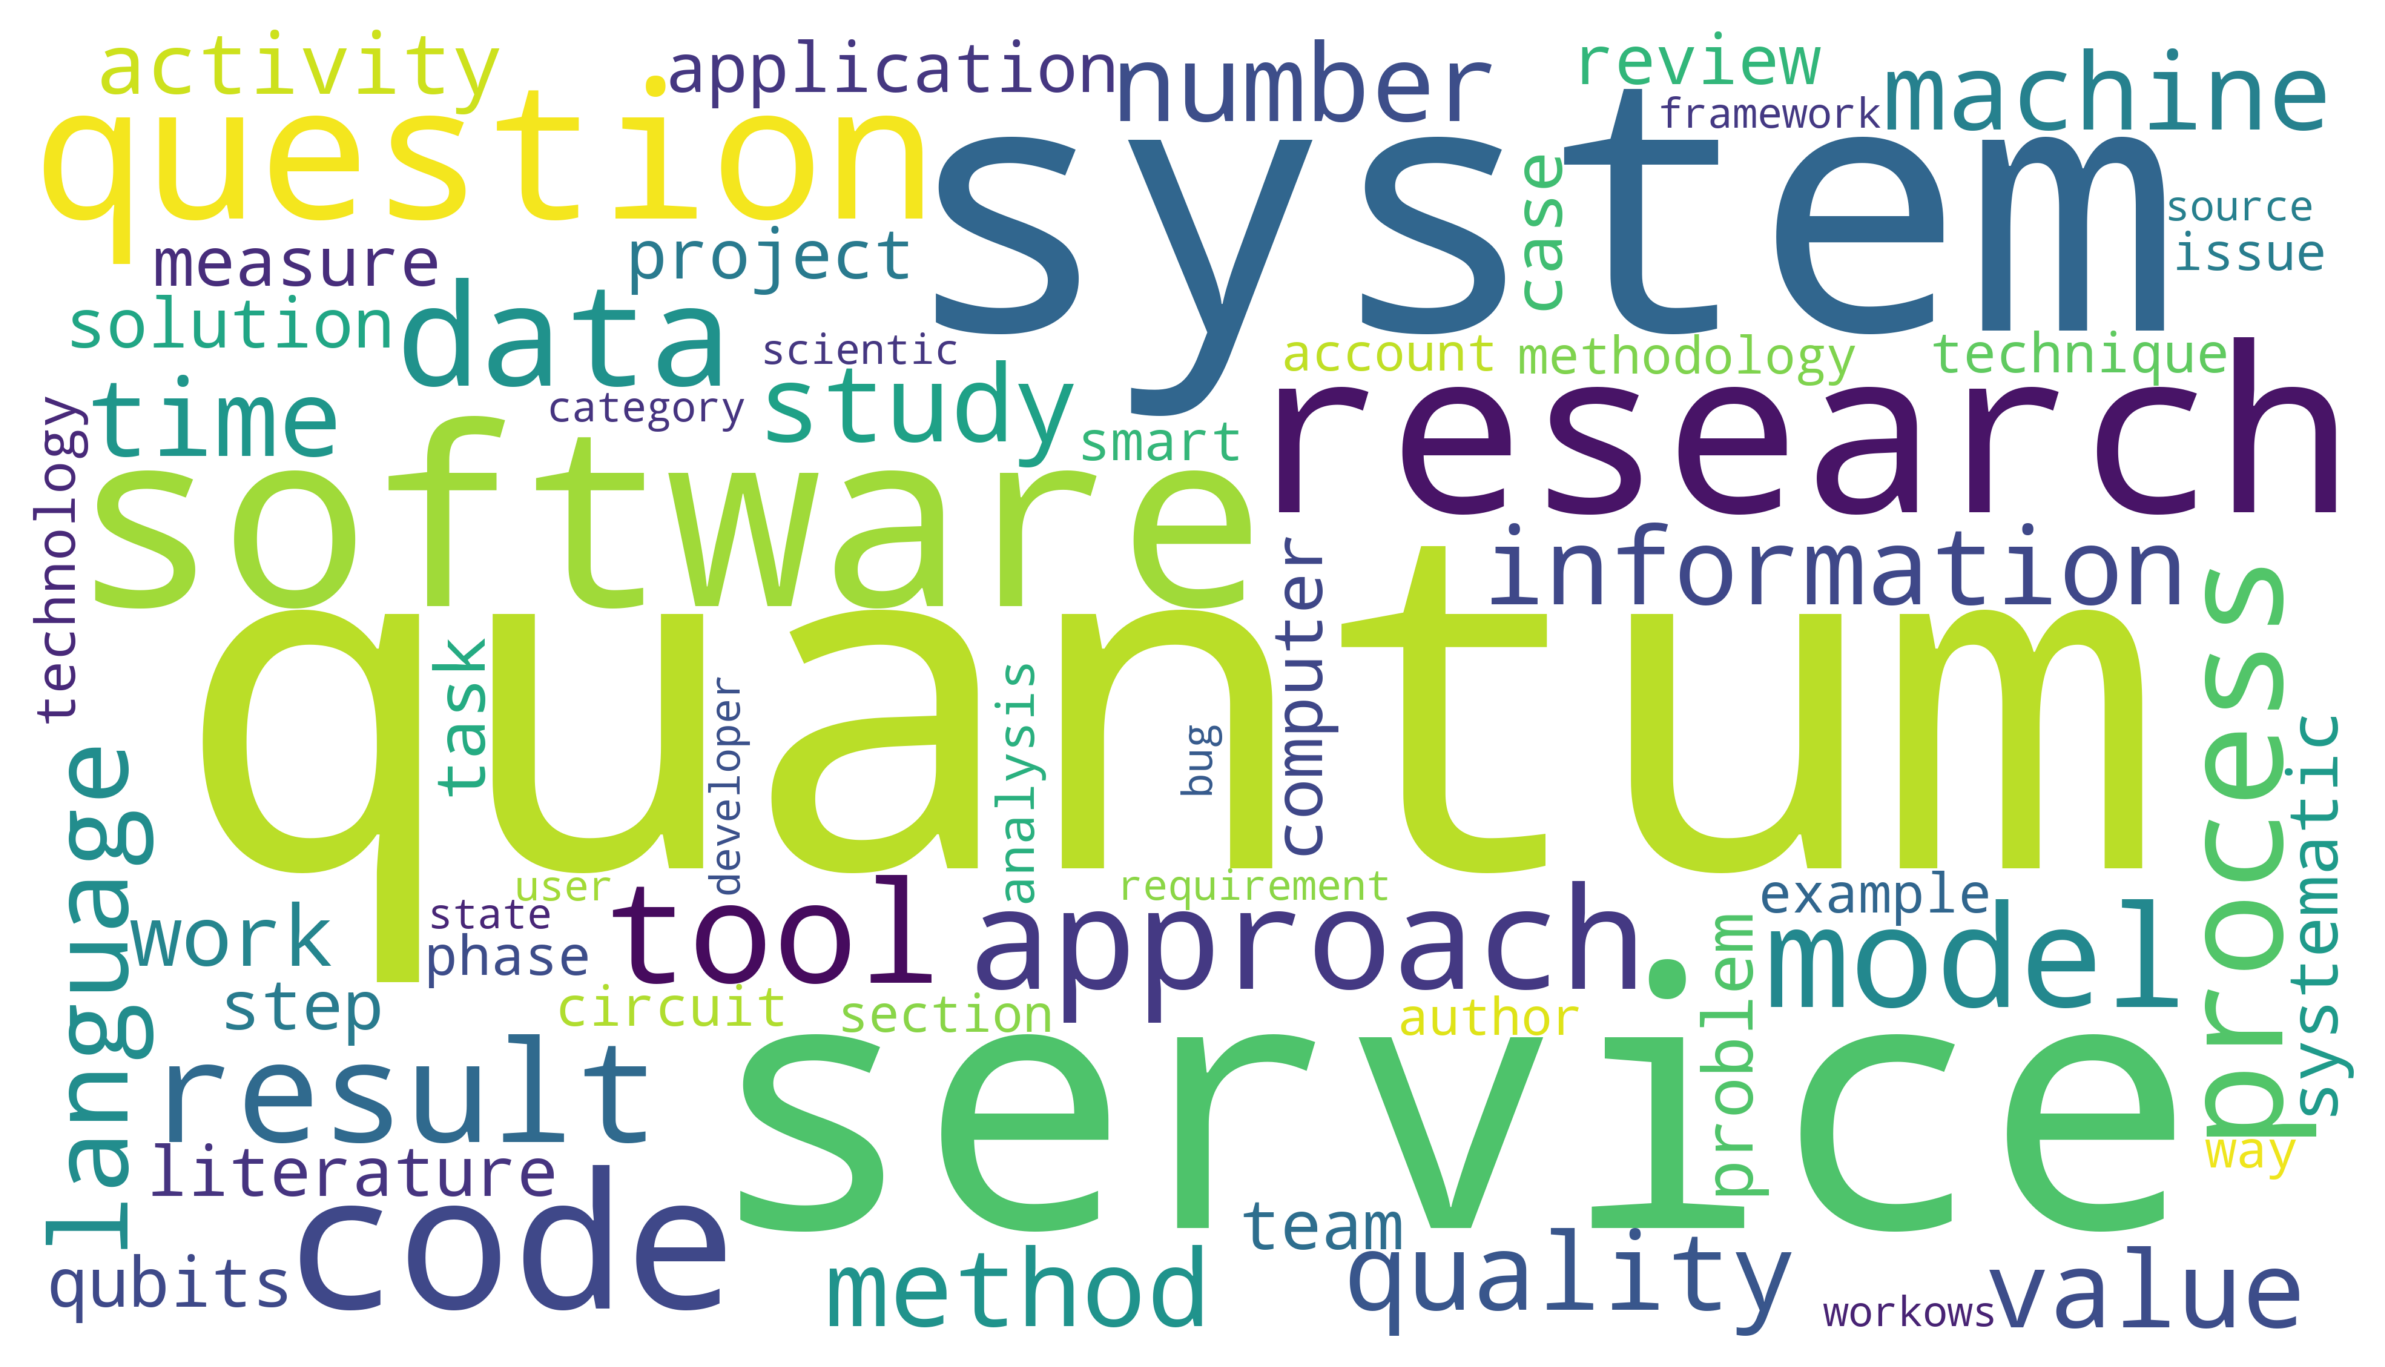 activity
application
number
review
machine
framework
question
system
case
source
issue
measure
project
solution
data
scientic
account
methodology
technique
time
category
study
smart
research
technology
software
information
computer
quantum
process
task
developer
analysis
bug
systematic
language
user
requirement
example
state
work
phase
tool
approach
model
problem
step
circuit
section
author
result
service
literature
way
code
team
qubits
method
quality
value
workows